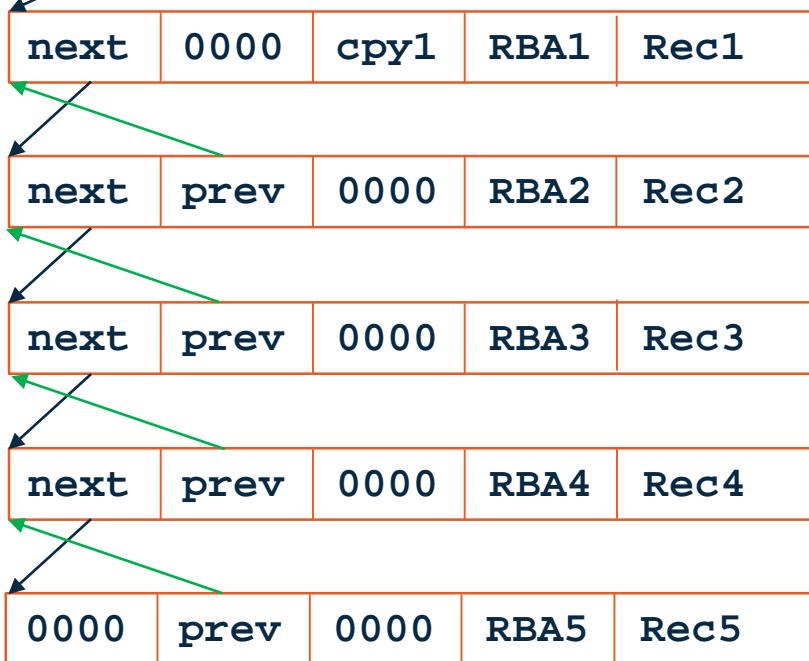 next 0000 cpy1 RBA1 Rec1
next prev 0000 RBA2 Rec2
next prev 0000 RBA3 Rec3
next prev 0000 RBA4 Rec4
0000 prev 0000 RBA5 Rec5